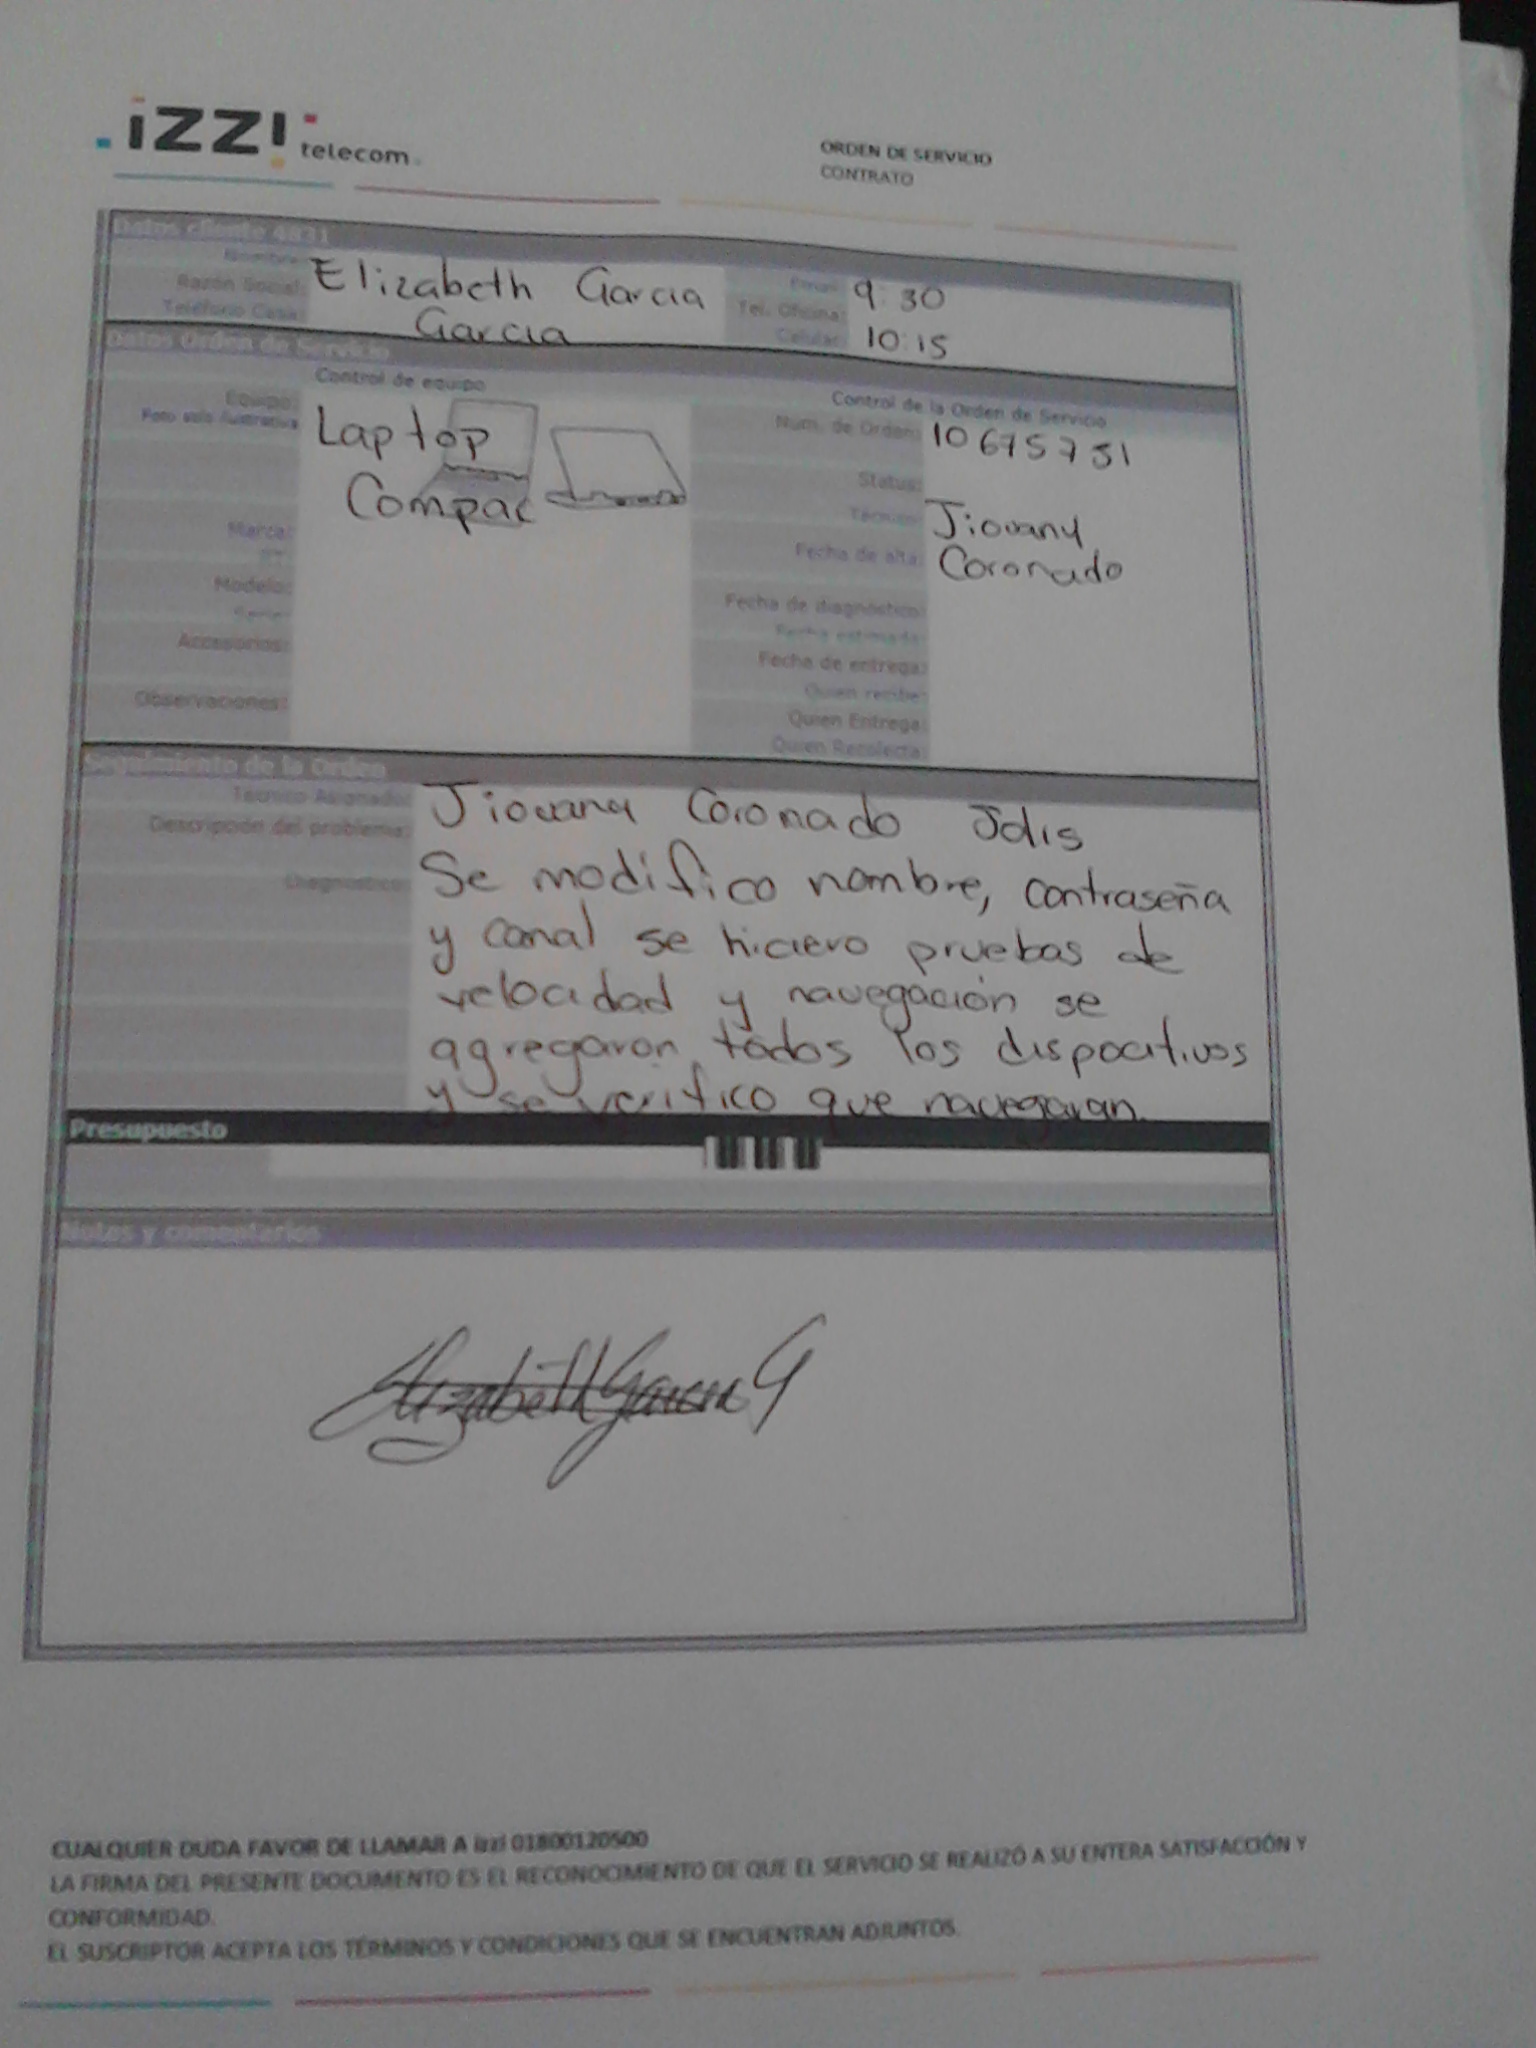 izzi telecom
ORDEN DE SERVICIO
CONTRATO
Datos cliente 4831
Nombre: Elizabeth Garcia
Razón Social: Garcia
Teléfono Casa:
Email: 9:30
Tel. Oficina:
Celular: 10:15
Datos Orden de Servicio
Control de equipo
Control de la Orden de Servicio
Equipo: Laptop
Foto solo ilustrativa
Compac
Marca:
Modelo:
Serie:
Accesorios:
Observaciones:
Num. de Orden: 10675731
Status:
Técnico: Jiovany
Fecha de alta: Coronado
Fecha de diagnóstico:
Fecha estimada:
Fecha de entrega:
Quien recibe:
Quien Entrega:
Quien Recolecta:
Seguimiento de la Orden
Técnico Asignado: Jiovany Coronado
Descripción del problema:
Diagnóstico: Se modifico nombre, contraseña
y canal se hiciero pruebas de
velocidad y navegación se
agregaron todos los dispocitivos
y se verifico que navegaran.
Presupuesto
Notas y comentarios
Elizabeth Garcia G
CUALQUIER DUDA FAVOR DE LLAMAR A izzi 01800120500
LA FIRMA DEL PRESENTE DOCUMENTO ES EL RECONOCIMIENTO DE QUE EL SERVICIO SE REALIZÓ A SU ENTERA SATISFACCIÓN Y
CONFORMIDAD.
EL SUSCRIPTOR ACEPTA LOS TÉRMINOS Y CONDICIONES QUE SE ENCUENTRAN ADJUNTOS.